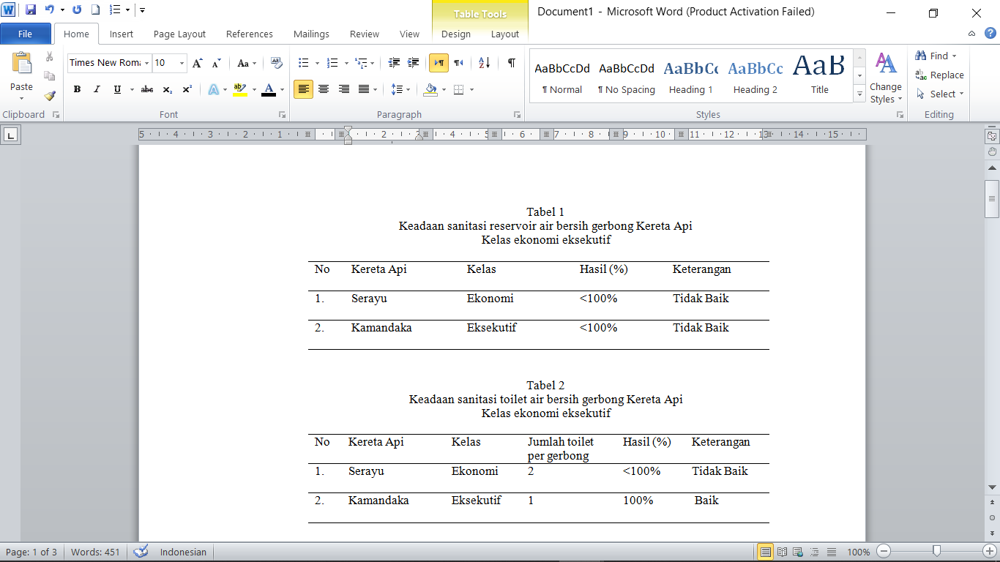 Table Tools
Document1 - Microsoft Word (Product Activation Failed)
File Home Insert Page Layout References Mailings Review View Design Layout
Times New Roma 10
Paste
B I U abc x₂ x² A ab A
AaBbCcDd AaBbCcDd AaBbCc AaBbCc AaB
¶ Normal ¶ No Spacing Heading 1 Heading 2 Title
Change Styles
Find
Replace
Select
Clipboard Font Paragraph Styles Editing
5 4 3 2 1 1 2 3 4 5 6 7 8 9 10 11 12 13 14 15
Tabel 1
Keadaan sanitasi reservoir air bersih gerbong Kereta Api
Kelas ekonomi eksekutif
No Kereta Api Kelas Hasil (%) Keterangan
1. Serayu Ekonomi <100% Tidak Baik
2. Kamandaka Eksekutif <100% Tidak Baik
Tabel 2
Keadaan sanitasi toilet air bersih gerbong Kereta Api
Kelas ekonomi eksekutif
No Kereta Api Kelas Jumlah toilet per gerbong Hasil (%) Keterangan
1. Serayu Ekonomi 2 <100% Tidak Baik
2. Kamandaka Eksekutif 1 100% Baik
Page: 1 of 3 Words: 451 Indonesian 100%